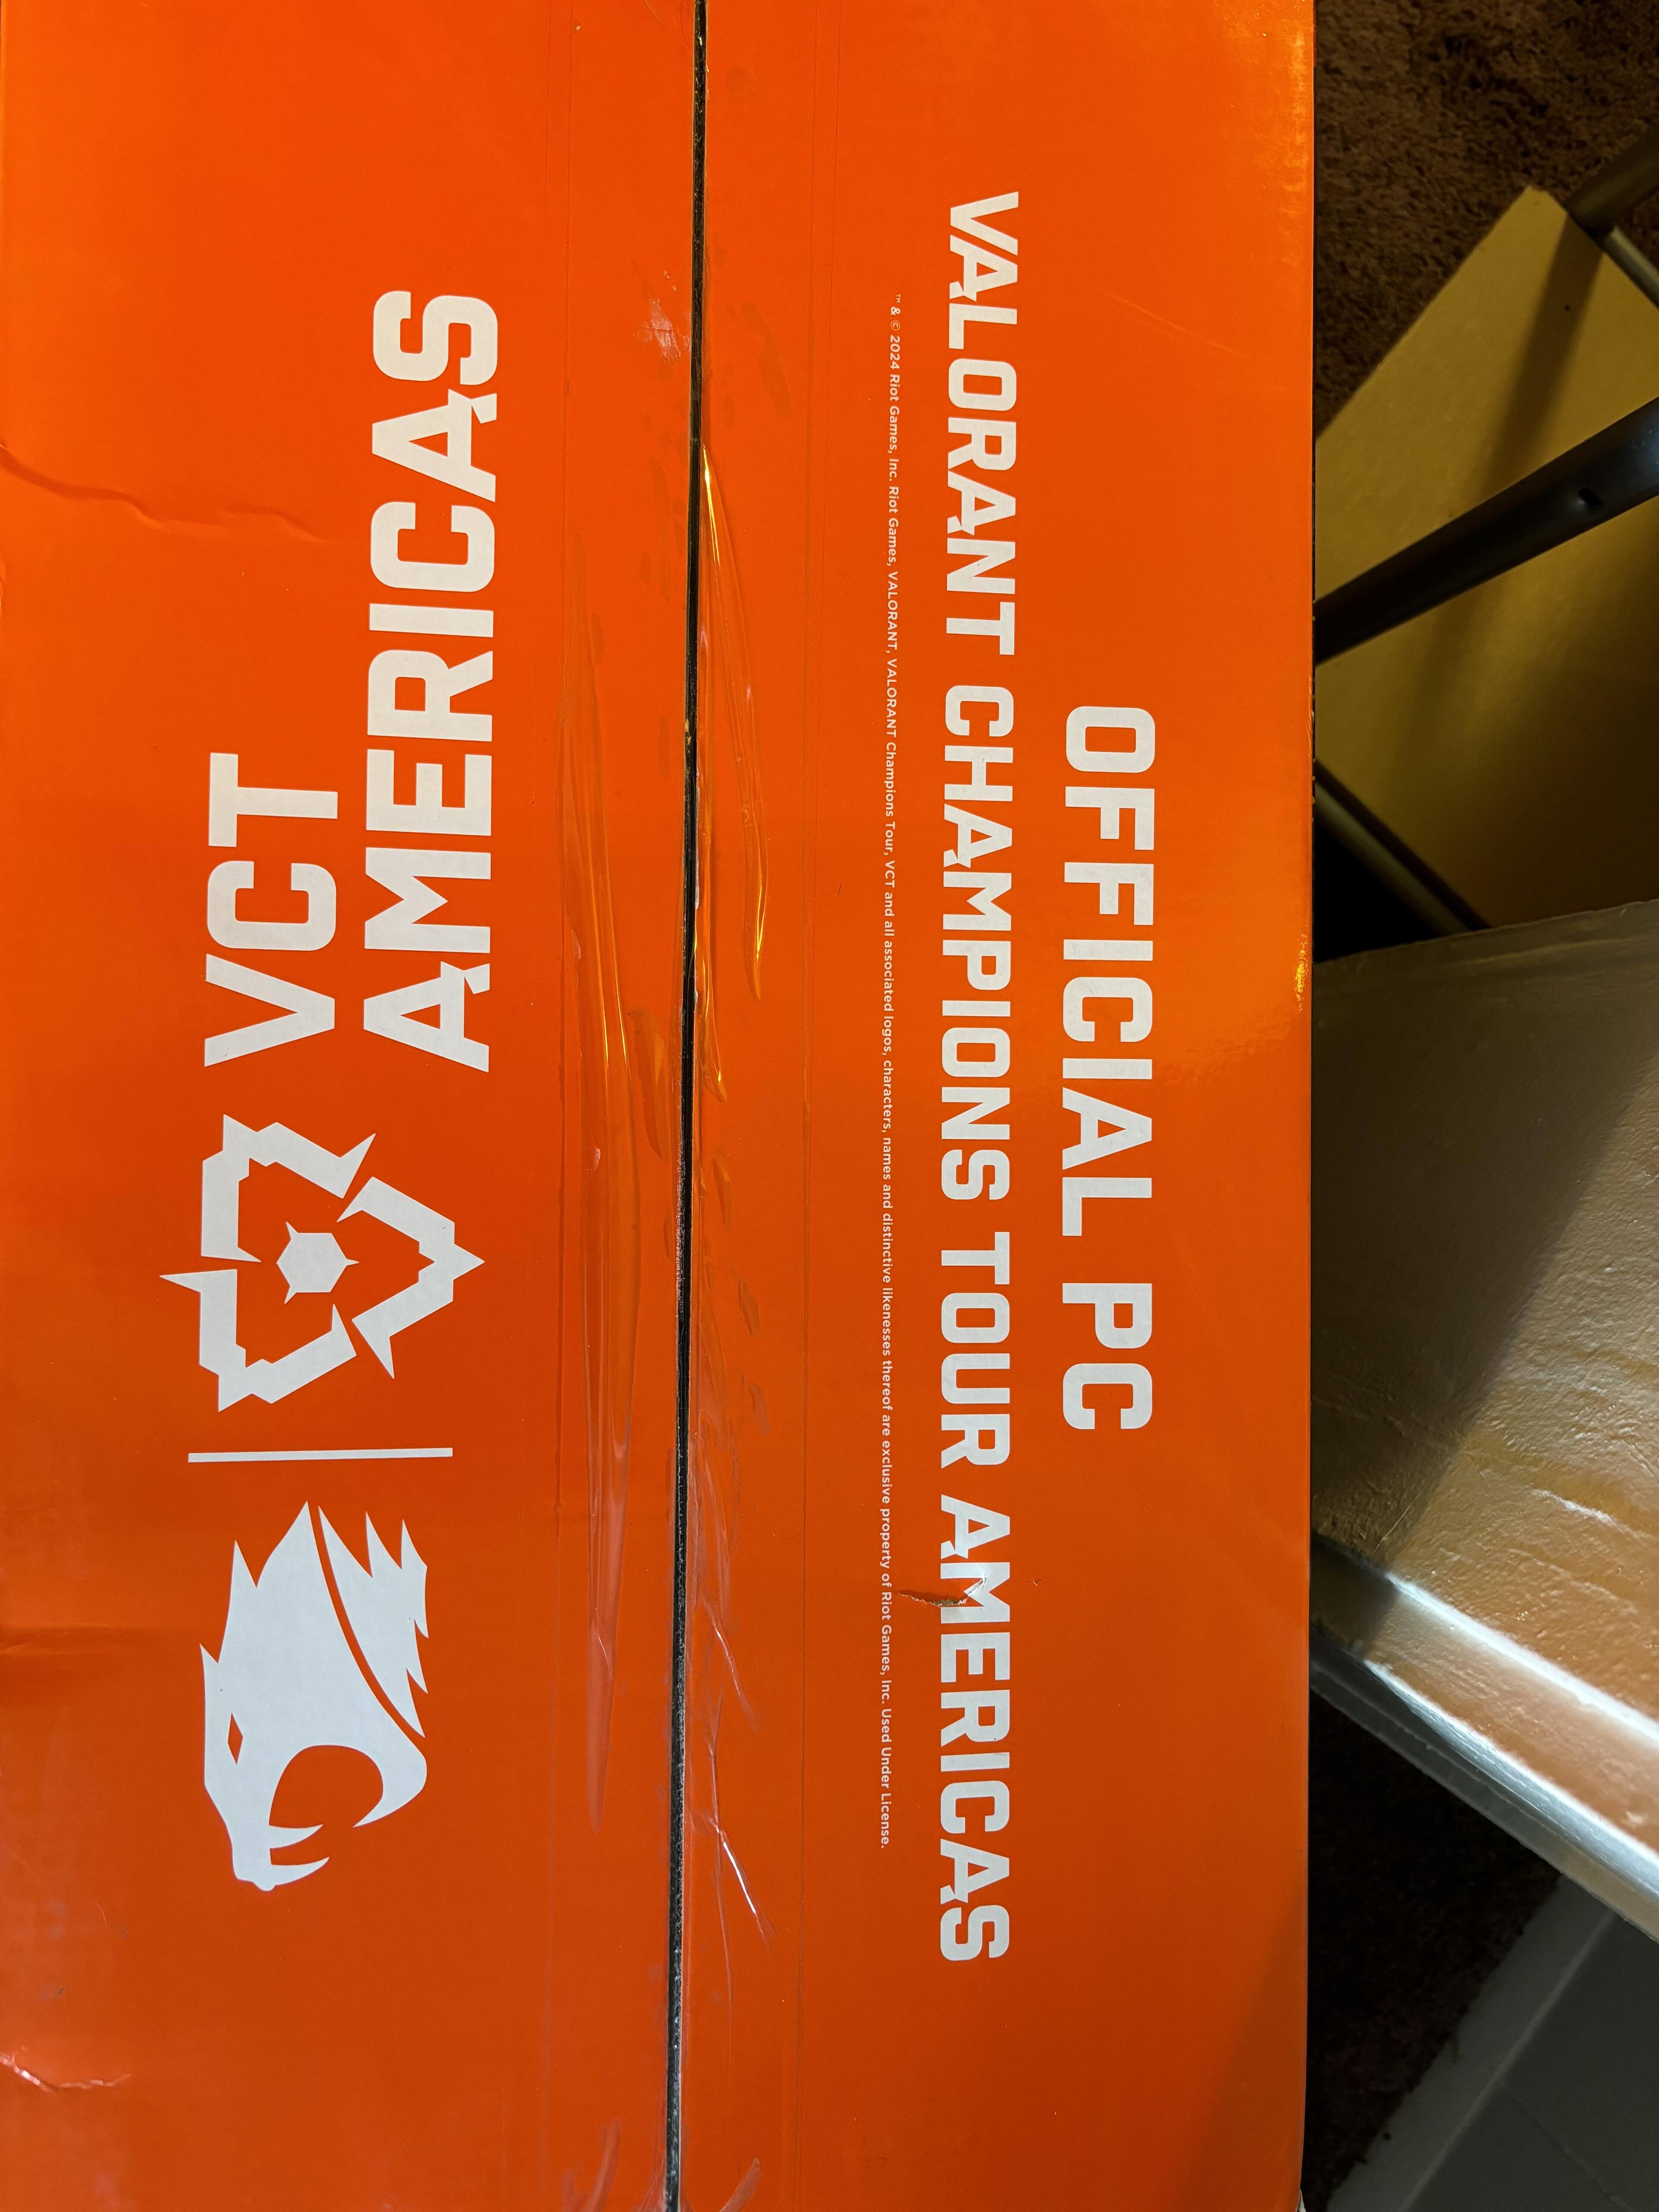 VCT
AMERICAS
OFFICIAL PC
VALORANT CHAMPIONS TOUR AMERICAS
™ & © 2024 Riot Games, Inc. Riot Games, VALORANT, VALORANT Champions Tour, VCT and all associated logos, characters, names and distinctive likenesses thereof are exclusive property of Riot Games, Inc. Used Under License.